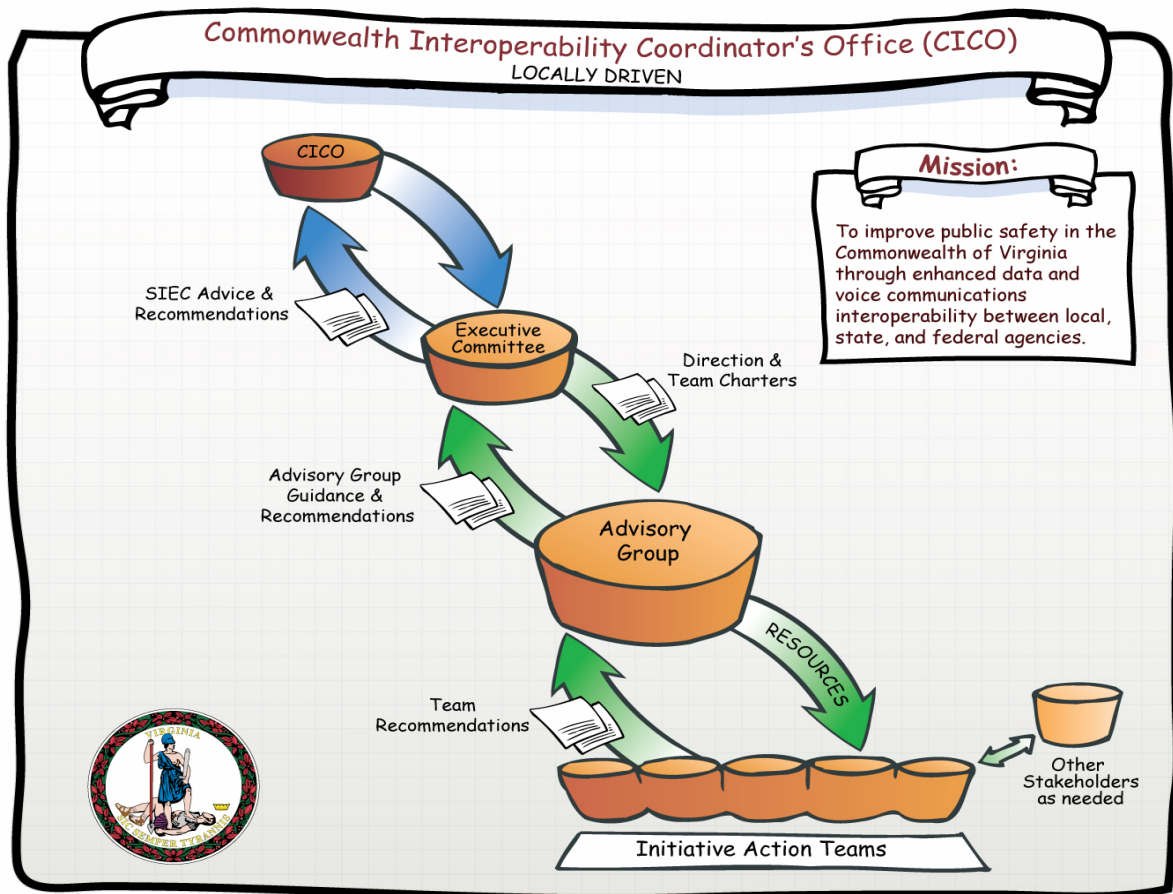 Commonwealth Interoperability Coordinator's Office (CICO)
LOCALLY DRIVEN
CICO
Mission:
To improve public safety in the
Commonwealth of Virginia
through enhanced data and
voice communications
interoperability between local,
state, and federal agencies.
SIEC Advice &
Recommendations
Executive
Committee
Direction &
Team Charters
Advisory Group
Guidance &
Recommendations
Advisory
Group
RESOURCES
Team
Recommendations
Other
Stakeholders
as needed
Initiative Action Teams
VIRGINIA
SIC SEMPER TYRANNIS